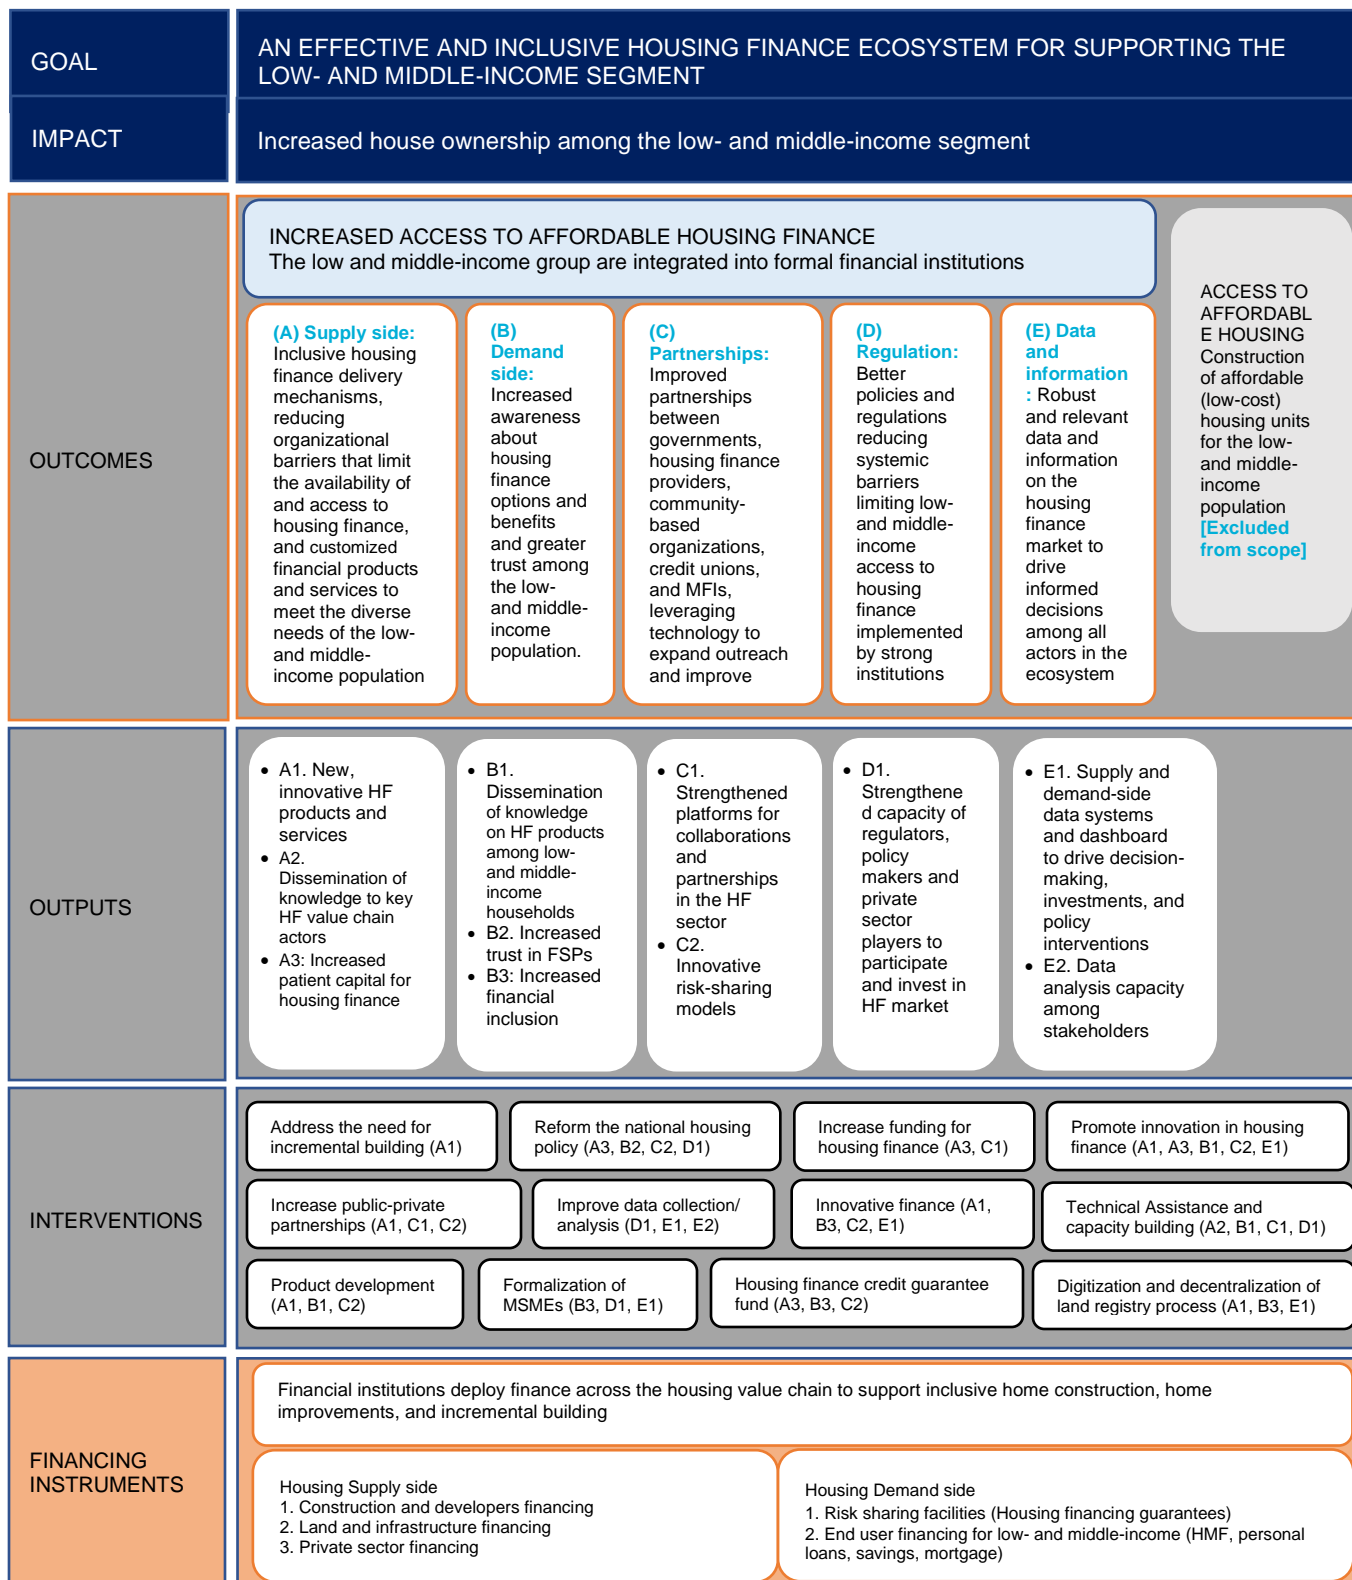 GOAL
AN EFFECTIVE AND INCLUSIVE HOUSING FINANCE ECOSYSTEM FOR SUPPORTING THE
LOW- AND MIDDLE-INCOME SEGMENT
IMPACT
Increased house ownership among the low- and middle-income segment
OUTCOMES
INCREASED ACCESS TO AFFORDABLE HOUSING FINANCE
The low and middle-income group are integrated into formal financial institutions
(A) Supply side:
Inclusive housing
finance delivery
mechanisms,
reducing
organizational
barriers that limit
the availability of
and access to
housing finance,
and customized
financial products
and services to
meet the diverse
needs of the low-
and middle-
income population
(B)
Demand
side:
Increased
awareness
about
housing
finance
options and
benefits
and greater
trust among
the low-
and middle-
income
population.
(C)
Partnerships:
Improved
partnerships
between
governments,
housing finance
providers,
community-
based
organizations,
credit unions,
and MFIs,
leveraging
technology to
expand outreach
and improve
(D)
Regulation:
Better
policies and
regulations
reducing
systemic
barriers
limiting low-
and middle-
income
access to
housing
finance
implemented
by strong
institutions
(E) Data
and
information
: Robust
and relevant
data and
information
on the
housing
finance
market to
drive
informed
decisions
among all
actors in the
ecosystem
ACCESS TO
AFFORDABL
E HOUSING
Construction
of affordable
(low-cost)
housing units
for the low-
and middle-
income
population
[Excluded
from scope]
OUTPUTS
• A1. New,
innovative HF
products and
services
• A2.
Dissemination of
knowledge to key
HF value chain
actors
• A3: Increased
patient capital for
housing finance
• B1.
Dissemination
of knowledge
on HF products
among low-
and middle-
income
households
• B2. Increased
trust in FSPs
• B3: Increased
financial
inclusion
• C1.
Strengthened
platforms for
collaborations
and
partnerships
in the HF
sector
• C2.
Innovative
risk-sharing
models
• D1.
Strengthene
d capacity of
regulators,
policy
makers and
private
sector
players to
participate
and invest in
HF market
• E1. Supply and
demand-side
data systems
and dashboard
to drive decision-
making,
investments, and
policy
interventions
• E2. Data
analysis capacity
among
stakeholders
INTERVENTIONS
Address the need for
incremental building (A1)
Reform the national housing
policy (A3, B2, C2, D1)
Increase funding for
housing finance (A3, C1)
Promote innovation in housing
finance (A1, A3, B1, C2, E1)
Increase public-private
partnerships (A1, C1, C2)
Improve data collection/
analysis (D1, E1, E2)
Innovative finance (A1,
B3, C2, E1)
Technical Assistance and
capacity building (A2, B1, C1, D1)
Product development
(A1, B1, C2)
Formalization of
MSMEs (B3, D1, E1)
Housing finance credit guarantee
fund (A3, B3, C2)
Digitization and decentralization of
land registry process (A1, B3, E1)
FINANCING
INSTRUMENTS
Financial institutions deploy finance across the housing value chain to support inclusive home construction, home
improvements, and incremental building
Housing Supply side
1. Construction and developers financing
2. Land and infrastructure financing
3. Private sector financing
Housing Demand side
1. Risk sharing facilities (Housing financing guarantees)
2. End user financing for low- and middle-income (HMF, personal
loans, savings, mortgage)